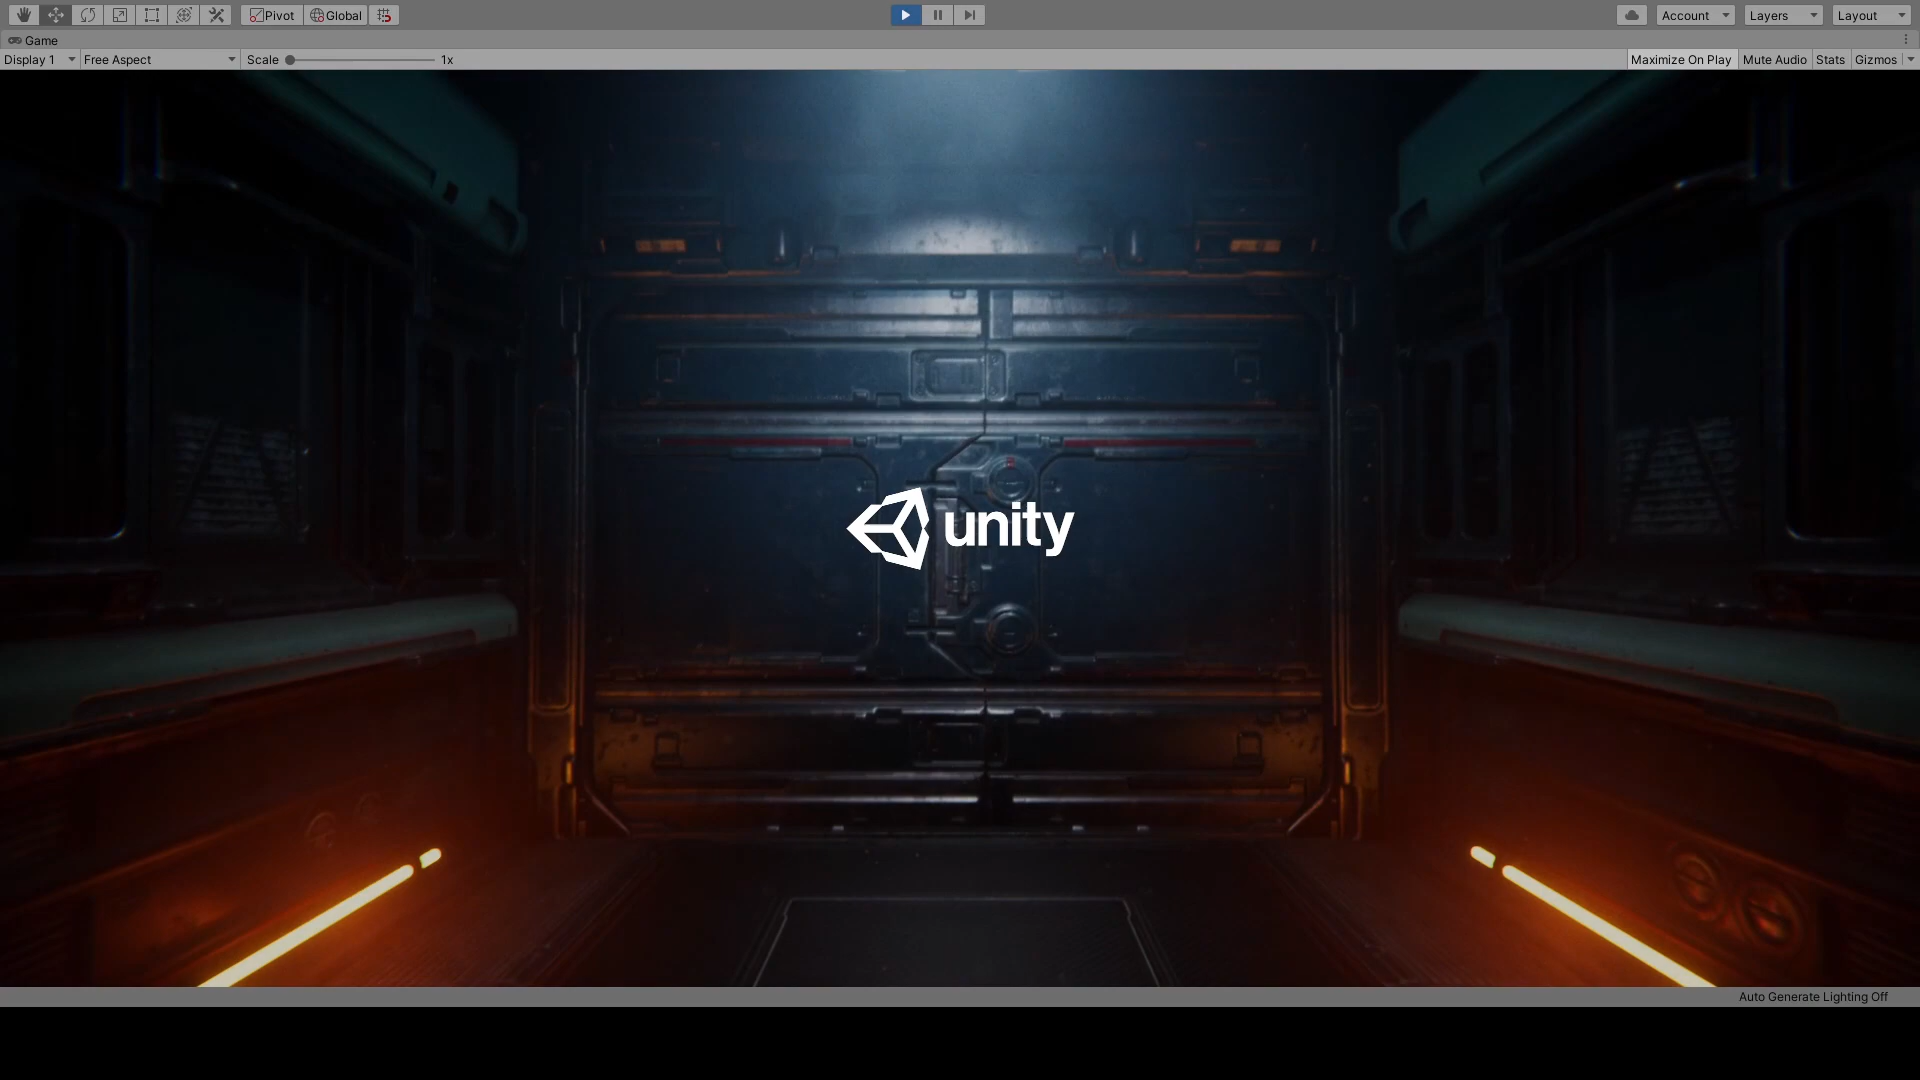 Pivot Global Account Layers Layout
Game
Display 1 Free Aspect Scale 1x Maximize On Play Mute Audio Stats Gizmos
unity
Auto Generate Lighting Off